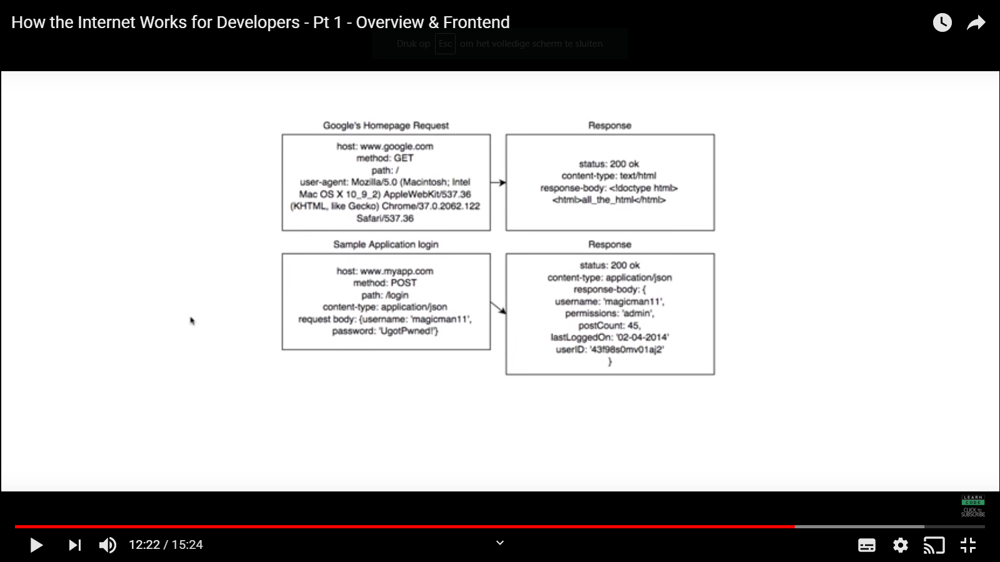 How the Internet Works for Developers - Pt 1 - Overview & Frontend
Druk op Esc om het volledige scherm te sluiten
Google's Homepage Request
host: www.google.com
method: GET
path: /
user-agent: Mozilla/5.0 (Macintosh; Intel
Mac OS X 10_9_2) AppleWebKit/537.36
(KHTML, like Gecko) Chrome/37.0.2062.122
Safari/537.36
Response
status: 200 ok
content-type: text/html
response-body: <!doctype html>
<html>all_the_html</html>
Sample Application login
host: www.myapp.com
method: POST
path: /login
content-type: application/json
request body: {username: 'magicman11',
password: 'UgotPwned!'}
Response
status: 200 ok
content-type: application/json
response-body: {
username: 'magicman11',
permissions: 'admin',
postCount: 45,
lastLoggedOn: '02-04-2014'
userID: '43f98s0mv01aj2'
}
LEARN
CODE
CLICK TO
SUBSCRIBE
12:22 / 15:24